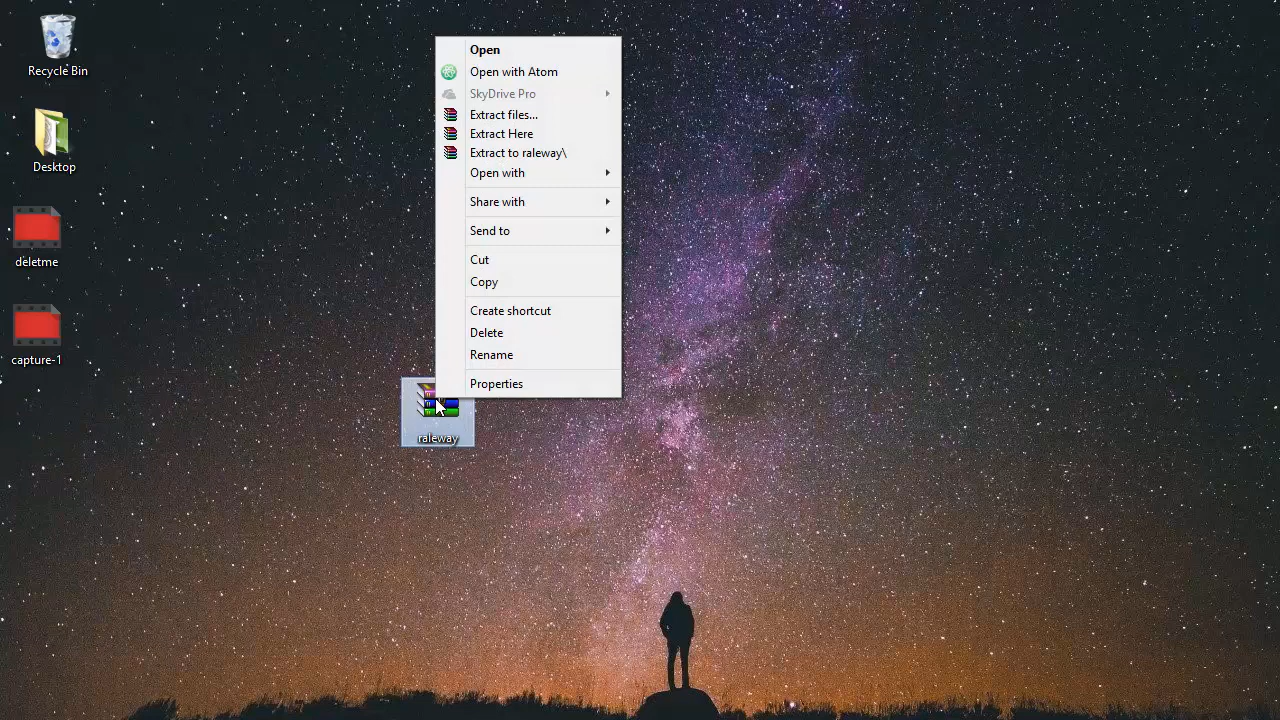 Recycle Bin
Desktop
deletme
capture-1
Open
Open with Atom
SkyDrive Pro
Extract files...
Extract Here
Extract to raleway\
Open with
Share with
Send to
Cut
Copy
Create shortcut
Delete
Rename
Properties
raleway